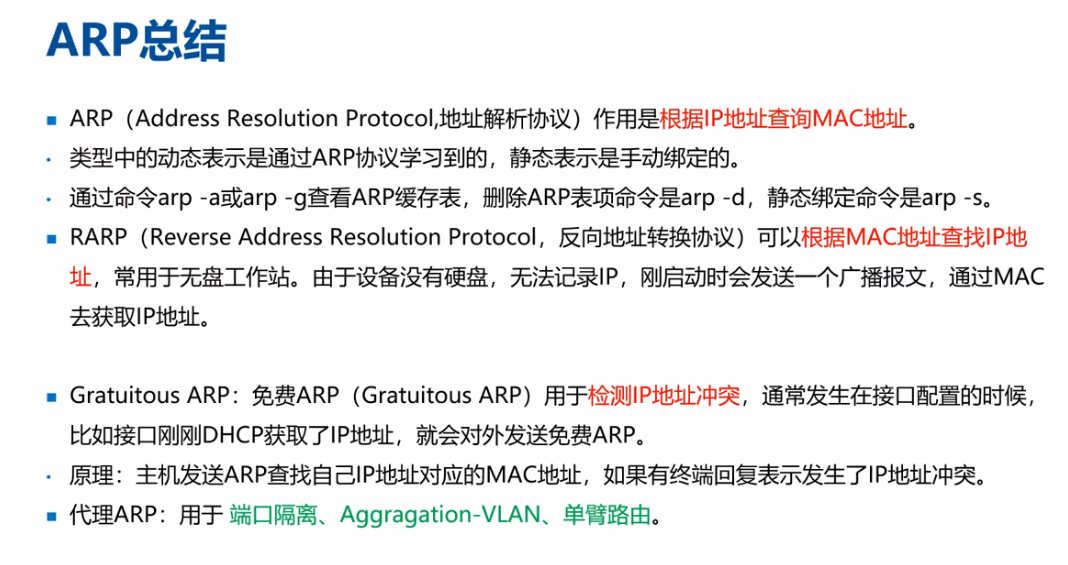 ARP总结
■ ARP（Address Resolution Protocol,地址解析协议）作用是根据IP地址查询MAC地址。
• 类型中的动态表示是通过ARP协议学习到的，静态表示是手动绑定的。
• 通过命令arp -a或arp -g查看ARP缓存表，删除ARP表项命令是arp -d，静态绑定命令是arp -s。
■ RARP（Reverse Address Resolution Protocol，反向地址转换协议）可以根据MAC地址查找IP地
址，常用于无盘工作站。由于设备没有硬盘，无法记录IP，刚启动时会发送一个广播报文，通过MAC
去获取IP地址。
■ Gratuitous ARP：免费ARP（Gratuitous ARP）用于检测IP地址冲突，通常发生在接口配置的时候，
比如接口刚刚DHCP获取了IP地址，就会对外发送免费ARP。
• 原理：主机发送ARP查找自己IP地址对应的MAC地址，如果有终端回复表示发生了IP地址冲突。
■ 代理ARP：用于 端口隔离、Aggragation-VLAN、单臂路由。